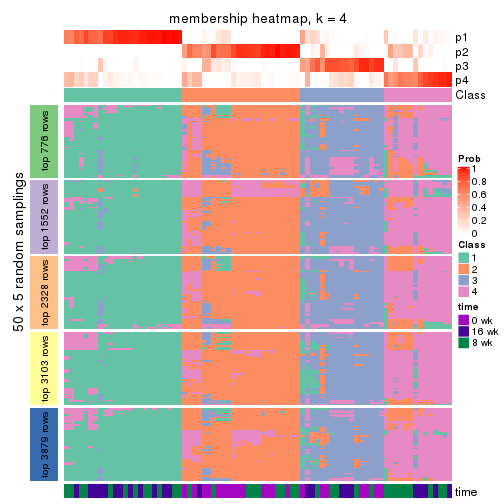 membership heatmap, k = 4
p1
p2
p3
p4
Class
50 x 5 random samplings
top 776 rows
top 1552 rows
top 2328 rows
top 3103 rows
top 3879 rows
time
Prob
1
0.8
0.6
0.4
0.2
0
Class
1
2
3
4
time
0 wk
16 wk
8 wk